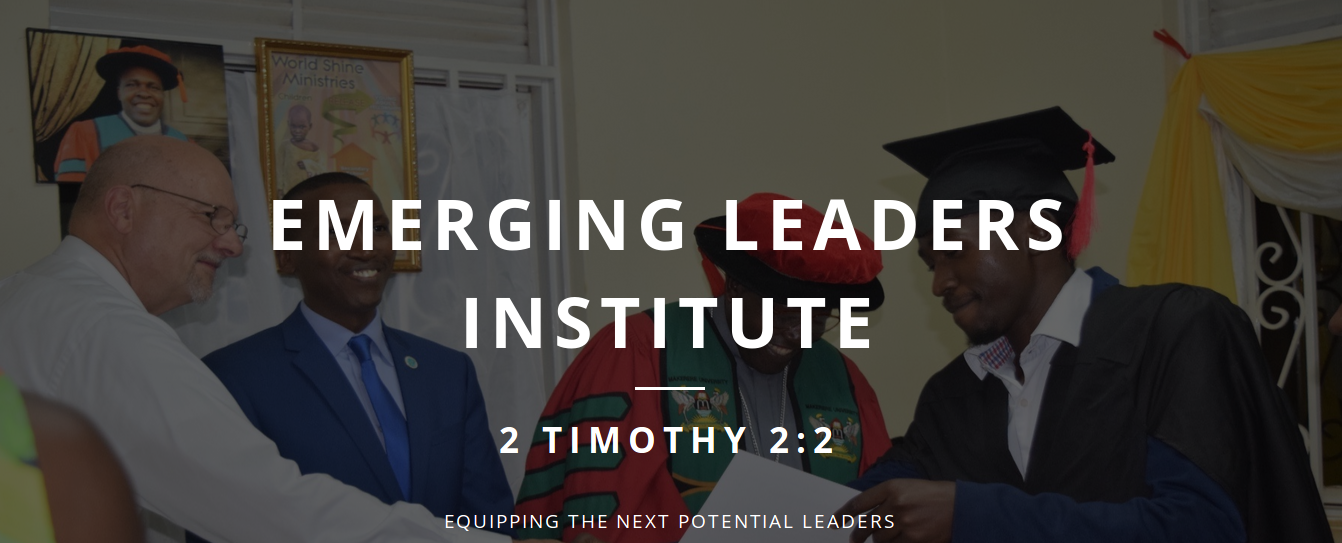 World Shine
Ministries
EMERGING LEADERS
INSTITUTE
2 TIMOTHY 2:2
EQUIPPING THE NEXT POTENTIAL LEADERS